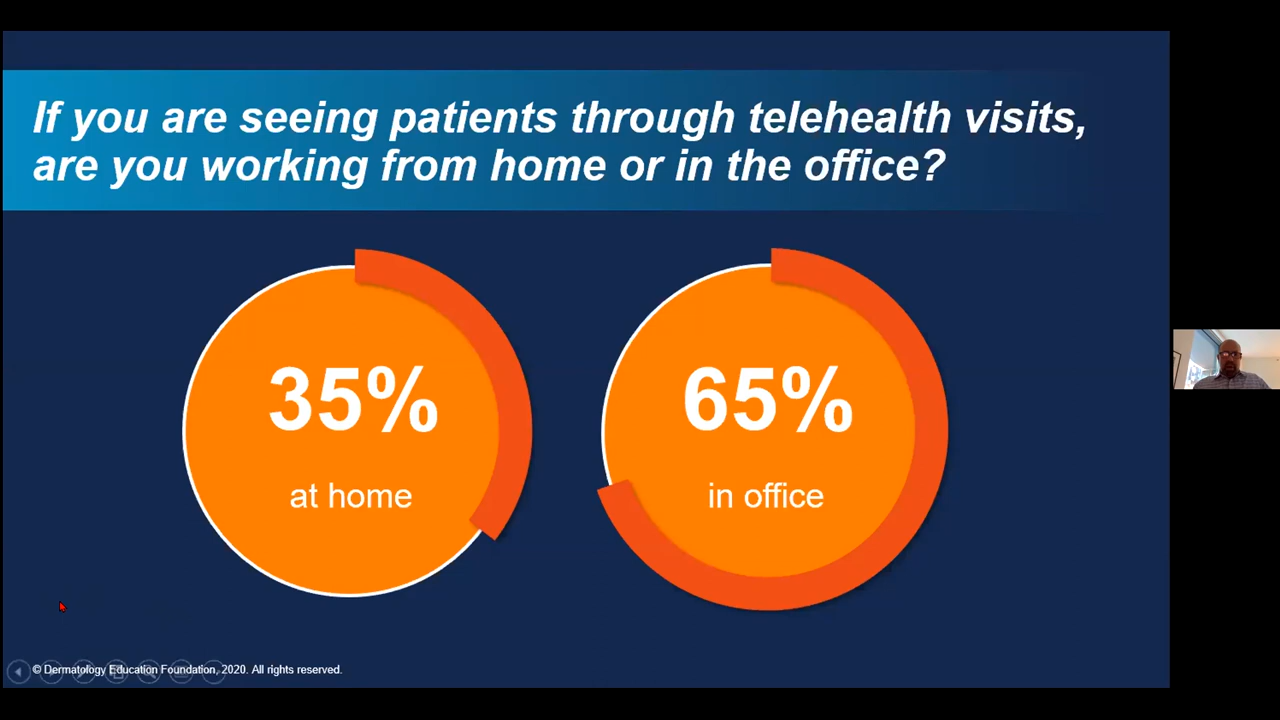 If you are seeing patients through telehealth visits,
are you working from home or in the office?
35%
at home
65%
in office
© Dermatology Education Foundation, 2020. All rights reserved.